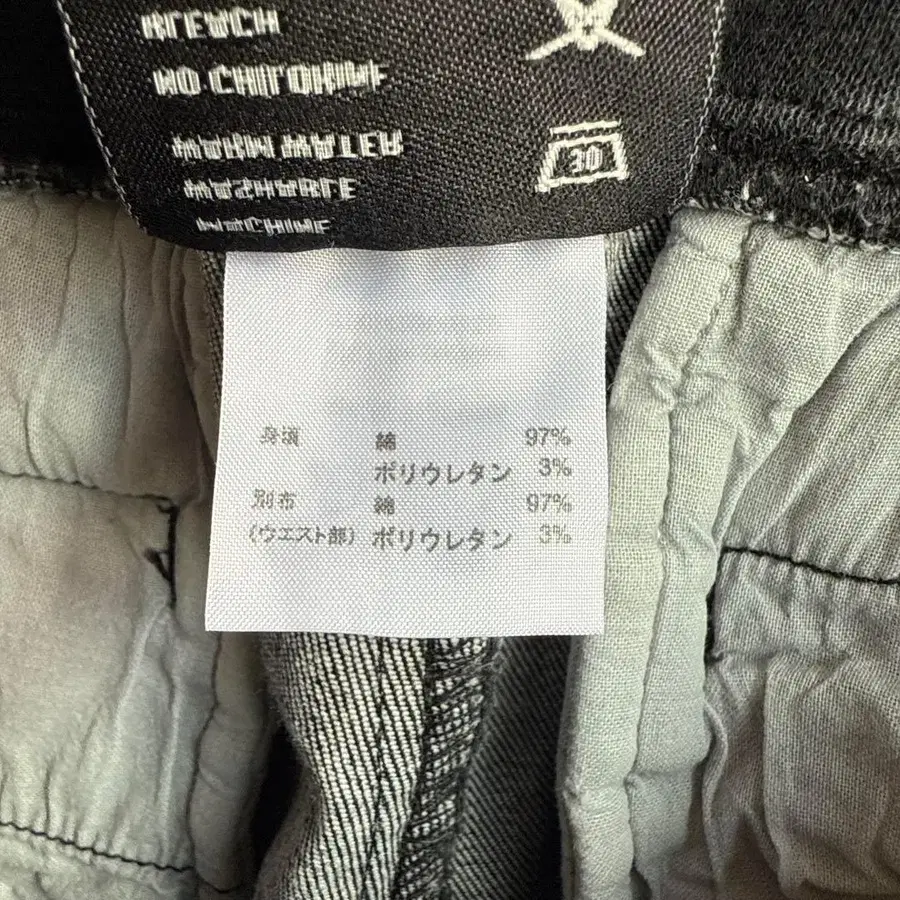 BLEACH
NO CHLORINE
WARM WATER
WASHABLE
MACHINE
30
身頃 綿 97%
ポリウレタン 3%
別布 綿 97%
(ウエスト部) ポリウレタン 3%